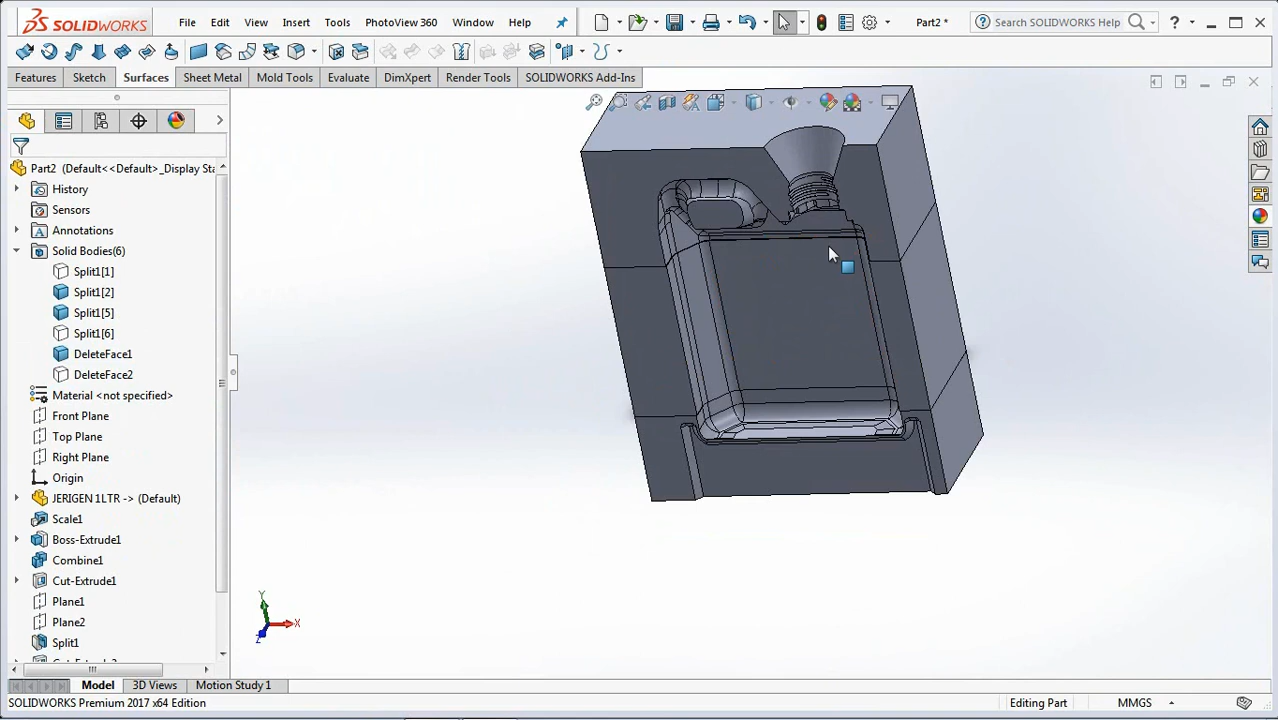 SOLIDWORKS File Edit View Insert Tools PhotoView 360 Window Help Part2 * Search SOLIDWORKS Help ?
Features Sketch Surfaces Sheet Metal Mold Tools Evaluate DimXpert Render Tools SOLIDWORKS Add-Ins
Part2 (Default<<Default>_Display Sta
History
Sensors
Annotations
Solid Bodies(6)
Split1[1]
Split1[2]
Split1[5]
Split1[6]
DeleteFace1
DeleteFace2
Material <not specified>
Front Plane
Top Plane
Right Plane
Origin
JERIGEN 1LTR -> (Default)
Scale1
Boss-Extrude1
Combine1
Cut-Extrude1
Plane1
Plane2
Split1
Y
X
Z
Model 3D Views Motion Study 1
SOLIDWORKS Premium 2017 x64 Edition Editing Part MMGS